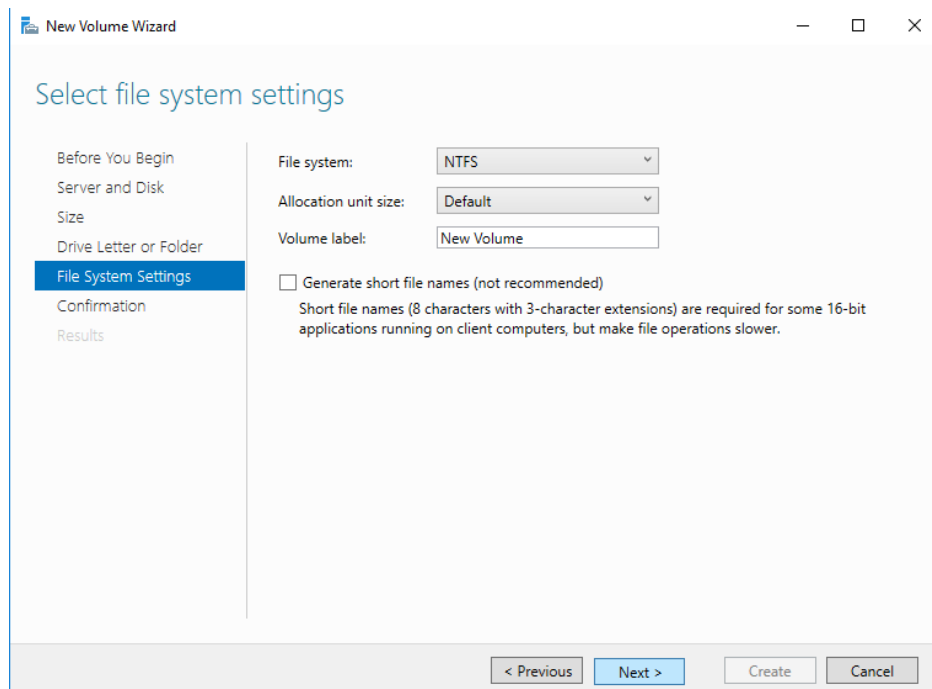 New Volume Wizard
Select file system settings
Before You Begin
Server and Disk
Size
Drive Letter or Folder
File System Settings
Confirmation
Results
File system:
NTFS
Allocation unit size:
Default
Volume label:
New Volume
Generate short file names (not recommended)
Short file names (8 characters with 3-character extensions) are required for some 16-bit
applications running on client computers, but make file operations slower.
< Previous
Next >
Create
Cancel